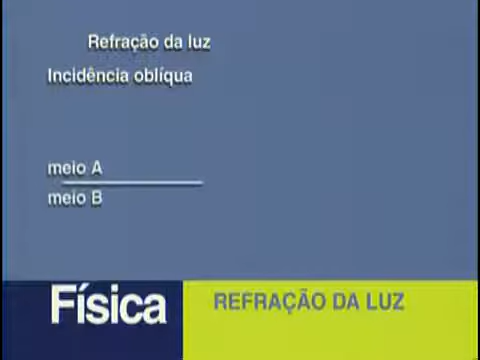 Refração da luz
Incidência oblíqua
meio A
meio B
Física
REFRAÇÃO DA LUZ